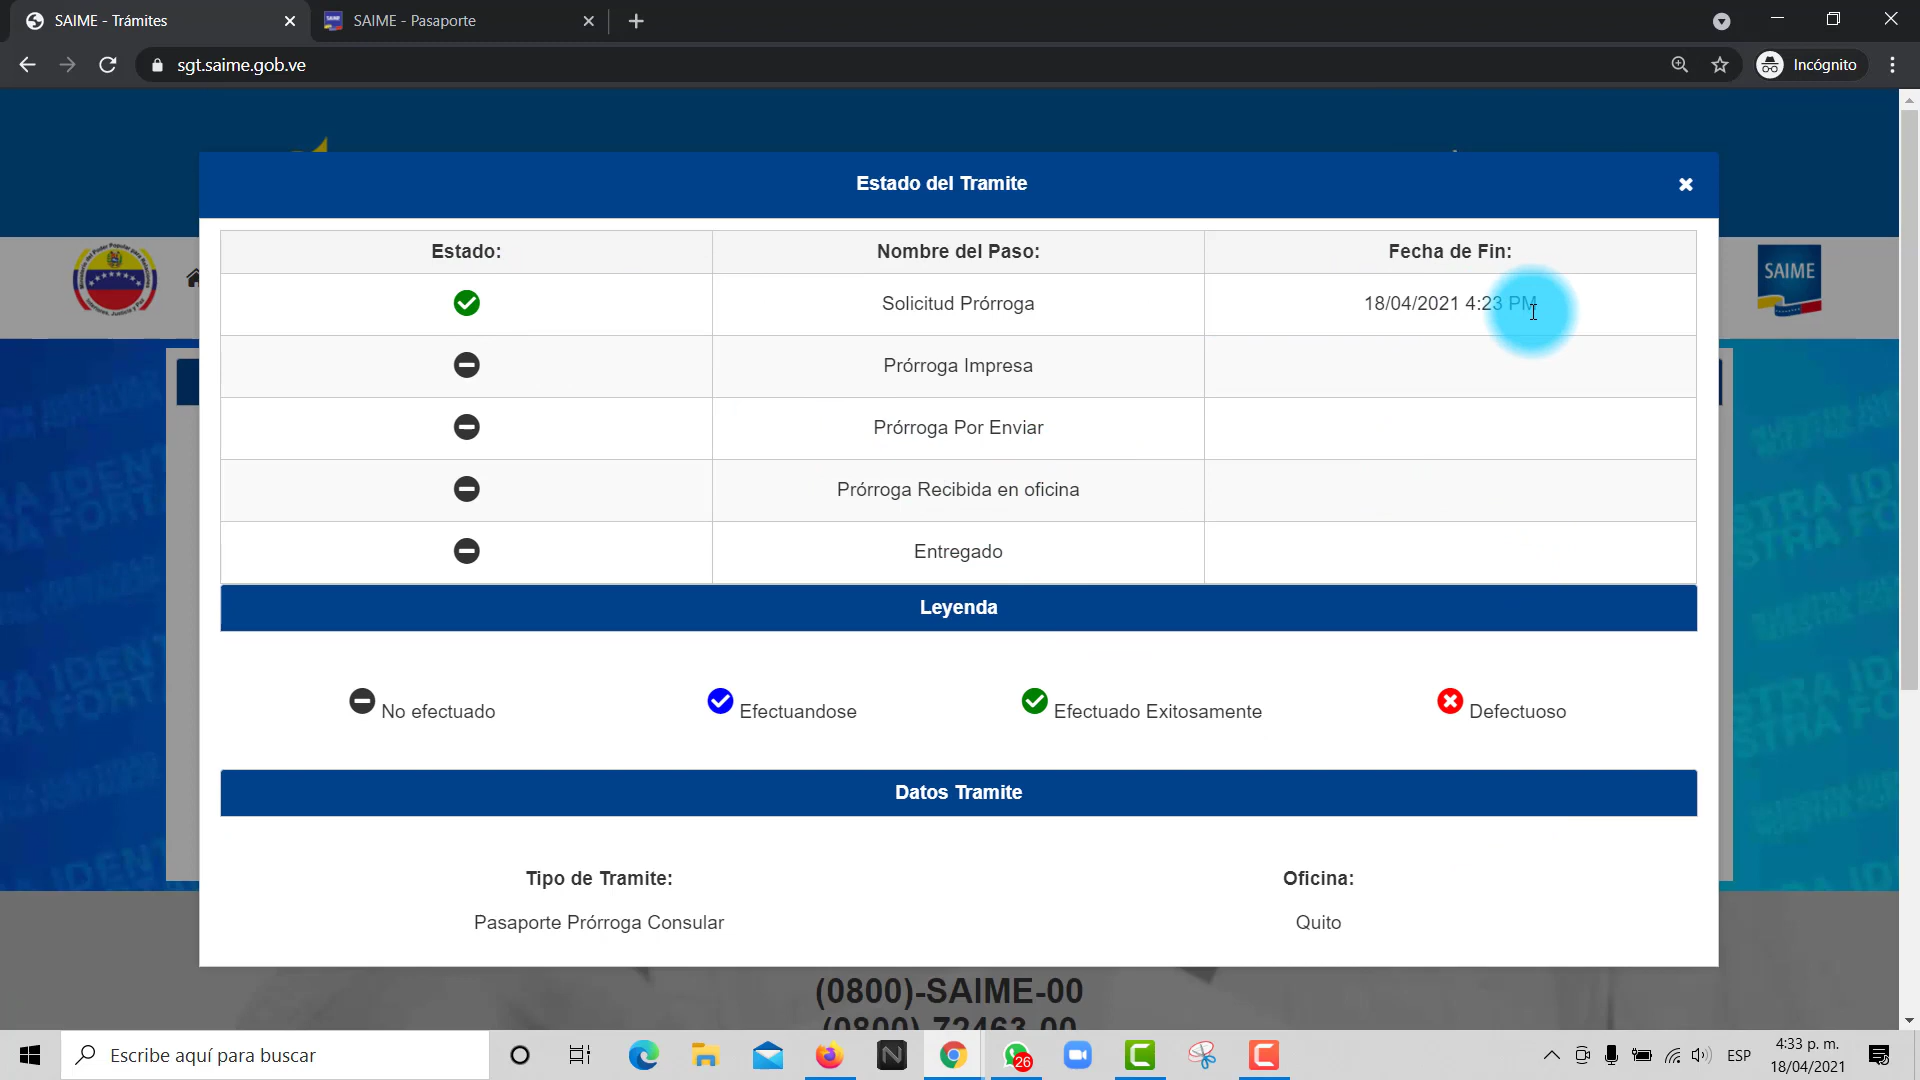 SAIME - Trámites
SAIME - Pasaporte
sgt.saime.gob.ve
Incógnito
Estado del Tramite
Estado: Nombre del Paso: Fecha de Fin:
Solicitud Prórroga 18/04/2021 4:23 PM
Prórroga Impresa
Prórroga Por Enviar
Prórroga Recibida en oficina
Entregado
SAIME
Leyenda
No efectuado Efectuandose Efectuado Exitosamente Defectuoso
Datos Tramite
Tipo de Tramite: Oficina:
Pasaporte Prórroga Consular Quito
(0800)-SAIME-00
(0800) 72463-00
Escribe aquí para buscar
26
ESP
4:33 p. m.
18/04/2021